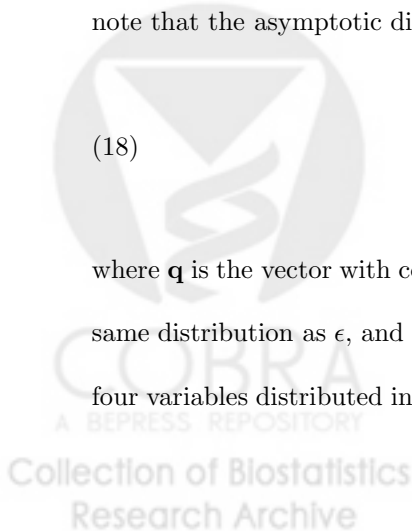 note that the asymptotic di
(18)
where q is the vector with c
same distribution as ϵ, and
four variables distributed in
COBRA
A BEPRESS REPOSITORY
Collection of Biostatistics
Research Archive